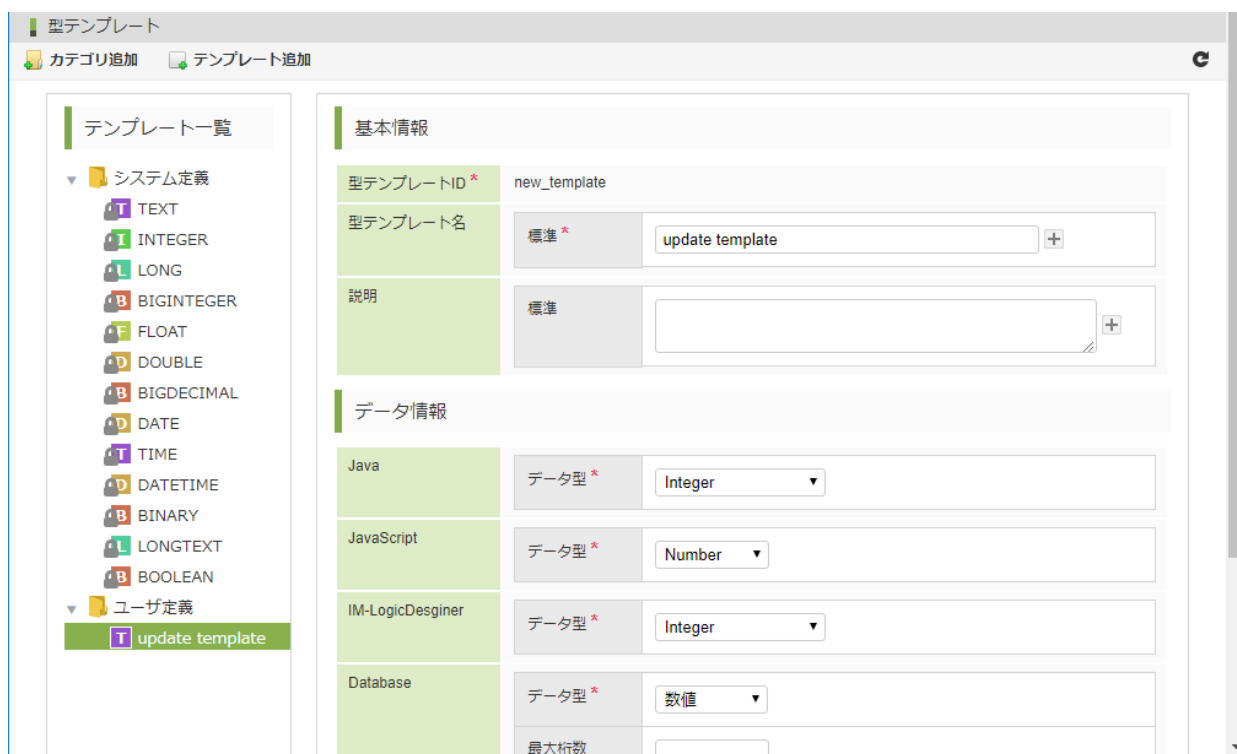 型テンプレート
カテゴリ追加 テンプレート追加
テンプレート一覧
システム定義
T TEXT
I INTEGER
L LONG
B BIGINTEGER
F FLOAT
D DOUBLE
B BIGDECIMAL
D DATE
T TIME
D DATETIME
B BINARY
L LONGTEXT
B BOOLEAN
ユーザ定義
T update template
基本情報
型テンプレートID * new_template
型テンプレート名 標準 * update template
説明 標準
データ情報
Java データ型 * Integer
JavaScript データ型 * Number
IM-LogicDesginer データ型 * Integer
Database データ型 * 数値
最大桁数